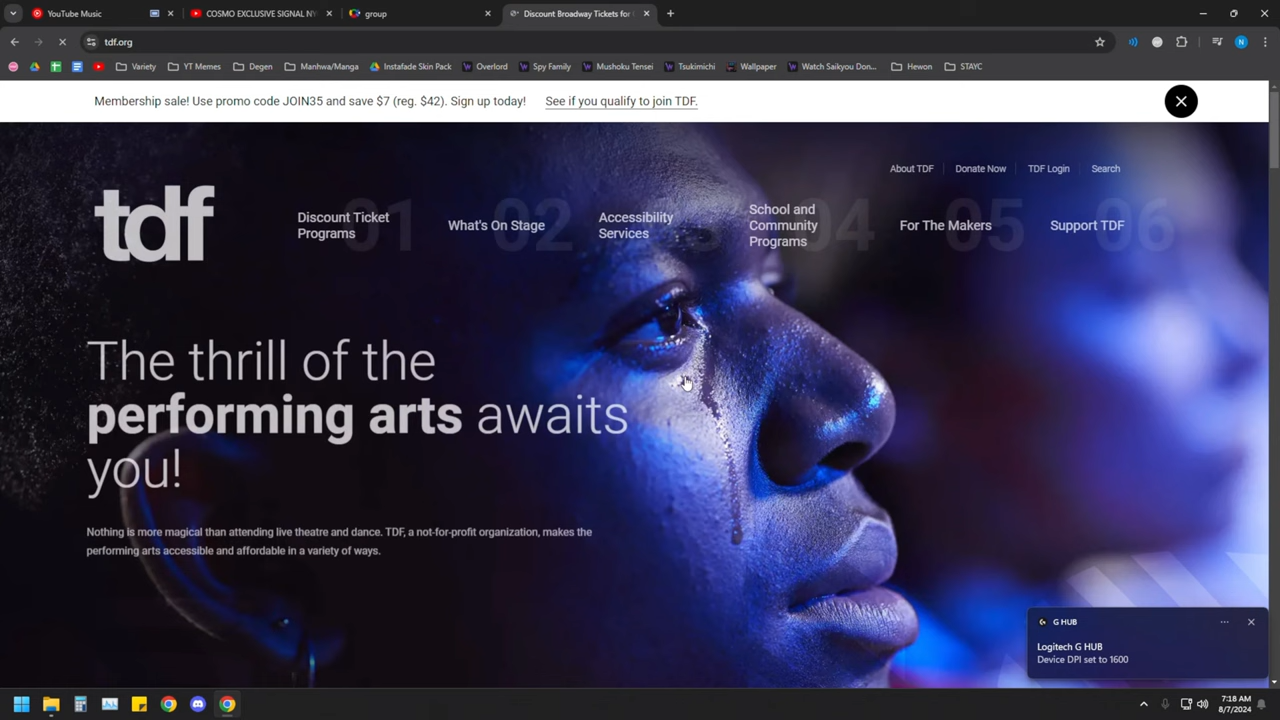 YouTube Music
COSMO EXCLUSIVE SIGNAL NY
group
Discount Broadway Tickets for
tdf.org
Variety
YT Memes
Degen
Manhwa/Manga
Instafade Skin Pack
Overlord
Spy Family
Mushoku Tensei
Tsukimichi
Wallpaper
Watch Saikyou Don...
Hewon
STAYC
Membership sale! Use promo code JOIN35 and save $7 (reg. $42). Sign up today! See if you qualify to join TDF.
About TDF
Donate Now
TDF Login
Search
tdf
01
Discount Ticket
Programs
02
What's On Stage
Accessibility
Services
04
School and
Community
Programs
05
For The Makers
06
Support TDF
The thrill of the
performing arts awaits
you!
Nothing is more magical than attending live theatre and dance. TDF, a not-for-profit organization, makes the
performing arts accessible and affordable in a variety of ways.
G HUB
Logitech G HUB
Device DPI set to 1600
7:18 AM
8/7/2024